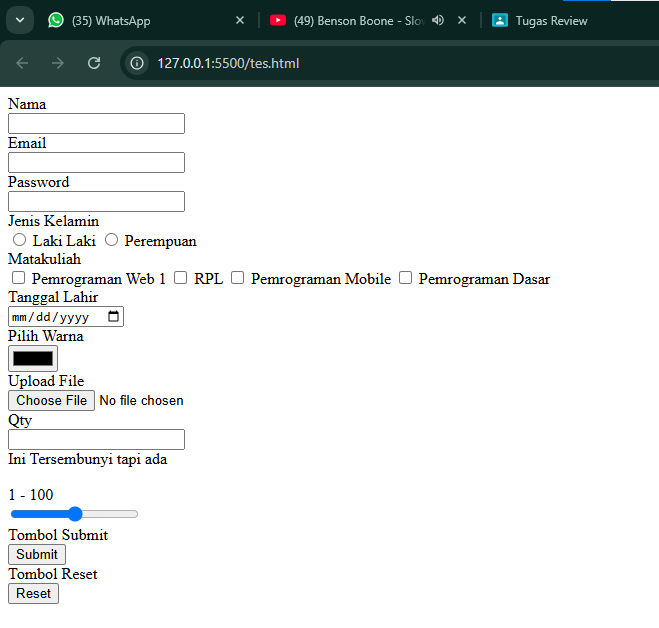 (35) WhatsApp
(49) Benson Boone - Slo
Tugas Review
127.0.0.1:5500/tes.html
Nama
Email
Password
Jenis Kelamin
Laki Laki Perempuan
Matakuliah
Pemrograman Web 1 RPL Pemrograman Mobile Pemrograman Dasar
Tanggal Lahir
mm/dd/yyyy
Pilih Warna
Upload File
Choose File No file chosen
Qty
Ini Tersembunyi tapi ada
1 - 100
Tombol Submit
Submit
Tombol Reset
Reset